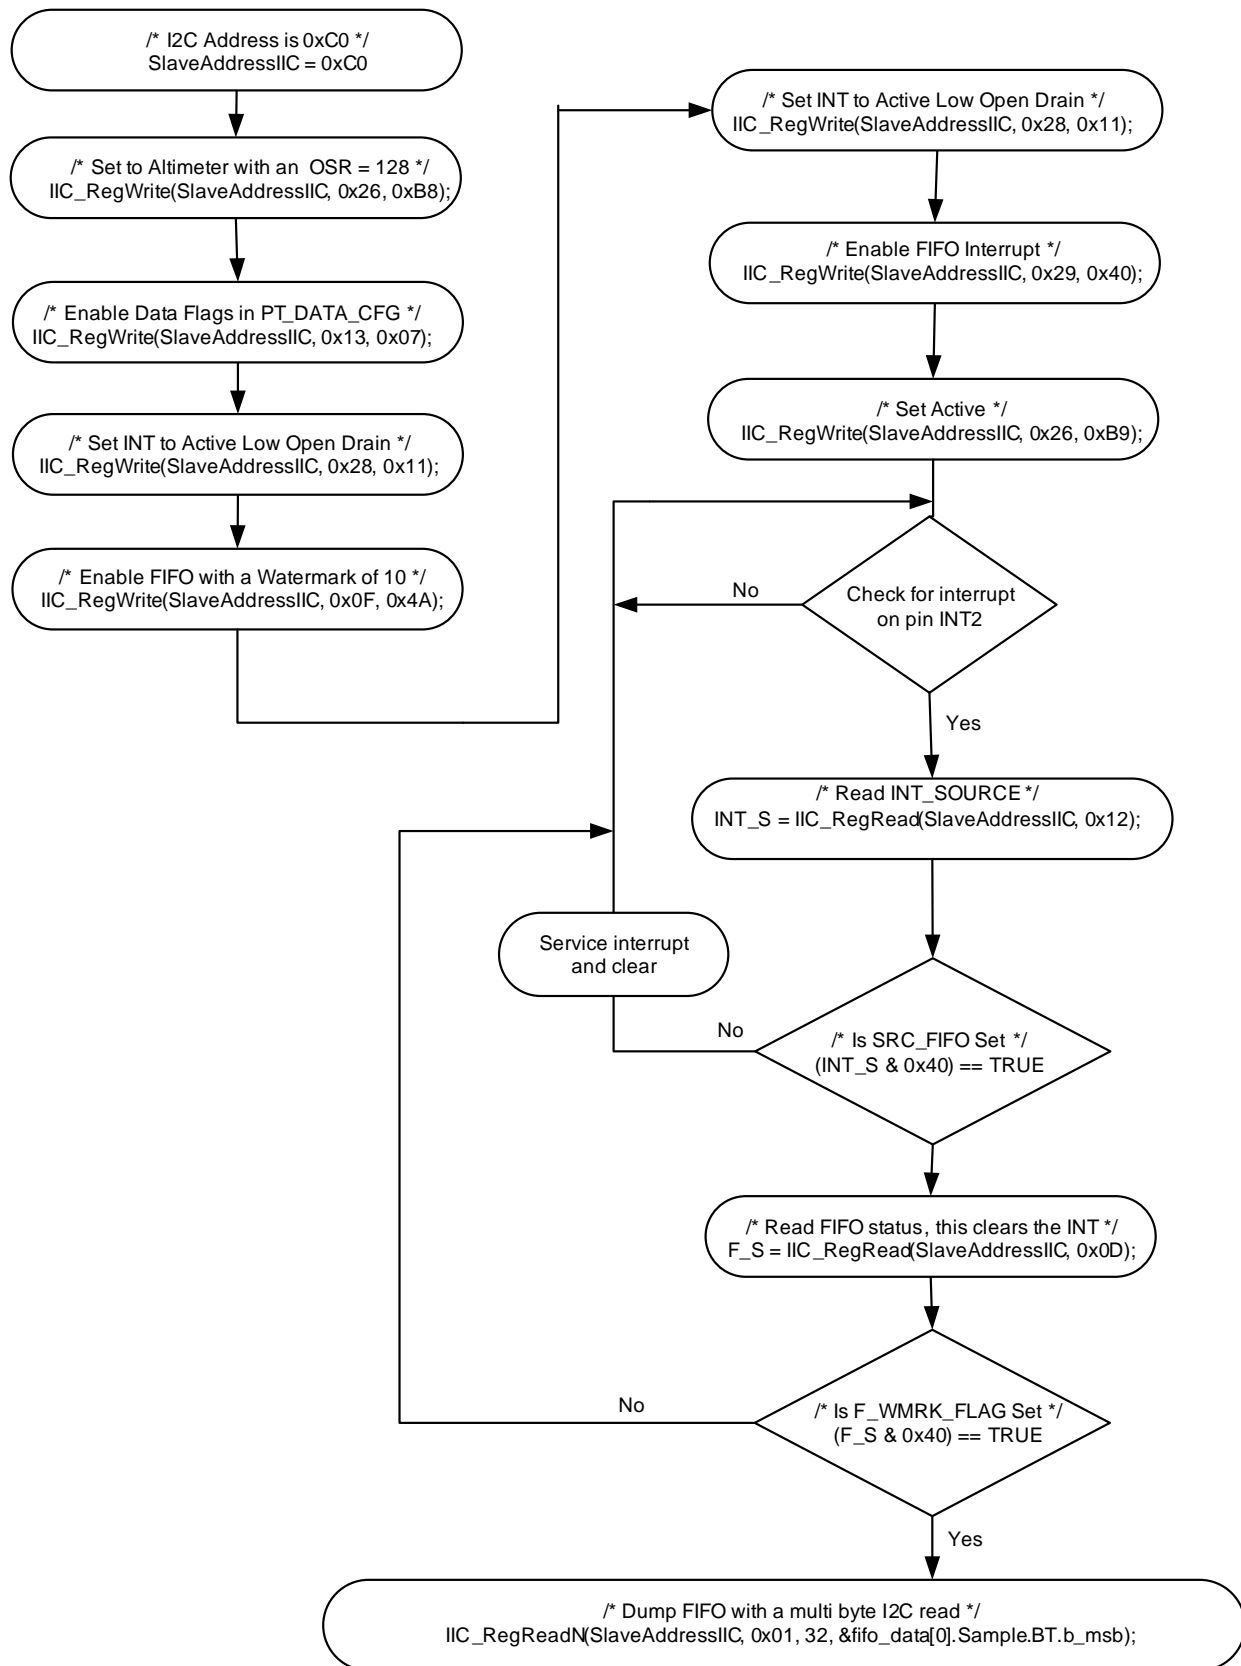 /* I2C Address is 0xC0 */
SlaveAddressIIC = 0xC0
/* Set to Altimeter with an OSR = 128 */
IIC_RegWrite(SlaveAddressIIC, 0x26, 0xB8);
/* Enable Data Flags in PT_DATA_CFG */
IIC_RegWrite(SlaveAddressIIC, 0x13, 0x07);
/* Set INT to Active Low Open Drain */
IIC_RegWrite(SlaveAddressIIC, 0x28, 0x11);
/* Enable FIFO with a Watermark of 10 */
IIC_RegWrite(SlaveAddressIIC, 0x0F, 0x4A);
/* Set INT to Active Low Open Drain */
IIC_RegWrite(SlaveAddressIIC, 0x28, 0x11);
/* Enable FIFO Interrupt */
IIC_RegWrite(SlaveAddressIIC, 0x29, 0x40);
/* Set Active */
IIC_RegWrite(SlaveAddressIIC, 0x26, 0xB9);
Check for interrupt
on pin INT2
No
Yes
/* Read INT_SOURCE */
INT_S = IIC_RegRead(SlaveAddressIIC, 0x12);
Service interrupt
and clear
No
/* Is SRC_FIFO Set */
(INT_S & 0x40) == TRUE
/* Read FIFO status, this clears the INT */
F_S = IIC_RegRead(SlaveAddressIIC, 0x0D);
No
/* Is F_WMRK_FLAG Set */
(F_S & 0x40) == TRUE
Yes
/* Dump FIFO with a multi byte I2C read */
IIC_RegReadN(SlaveAddressIIC, 0x01, 32, &fifo_data[0].Sample.BT.b_msb);